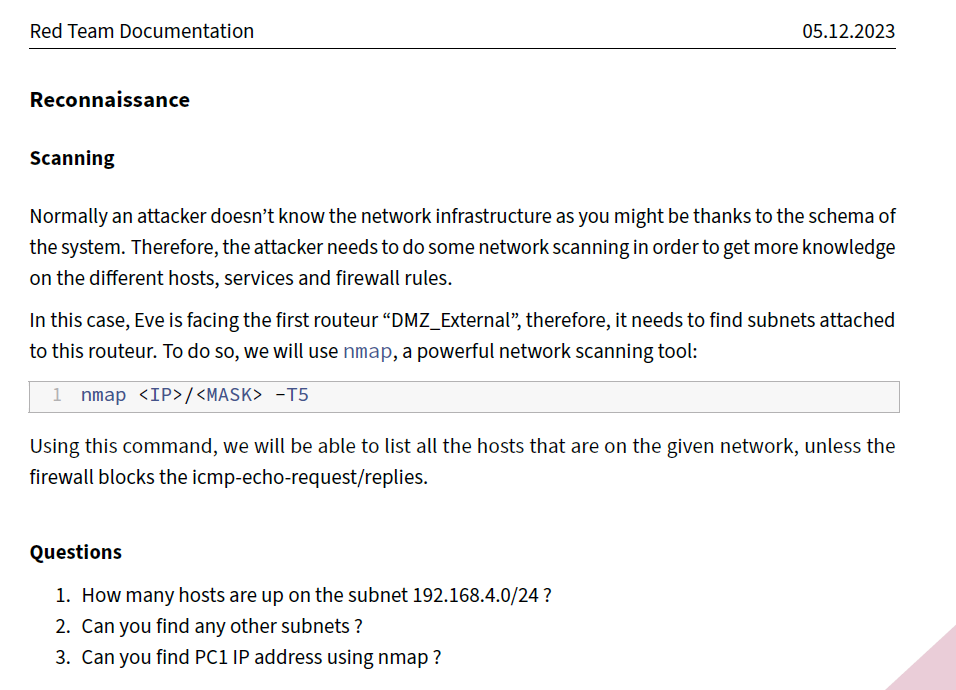 Red Team Documentation 05.12.2023
Reconnaissance
Scanning
Normally an attacker doesn’t know the network infrastructure as you might be thanks to the schema of
the system. Therefore, the attacker needs to do some network scanning in order to get more knowledge
on the different hosts, services and firewall rules.
In this case, Eve is facing the first routeur “DMZ_External”, therefore, it needs to find subnets attached
to this routeur. To do so, we will use nmap, a powerful network scanning tool:
1 nmap <IP>/<MASK> -T5
Using this command, we will be able to list all the hosts that are on the given network, unless the
firewall blocks the icmp-echo-request/replies.
Questions
1. How many hosts are up on the subnet 192.168.4.0/24 ?
2. Can you find any other subnets ?
3. Can you find PC1 IP address using nmap ?